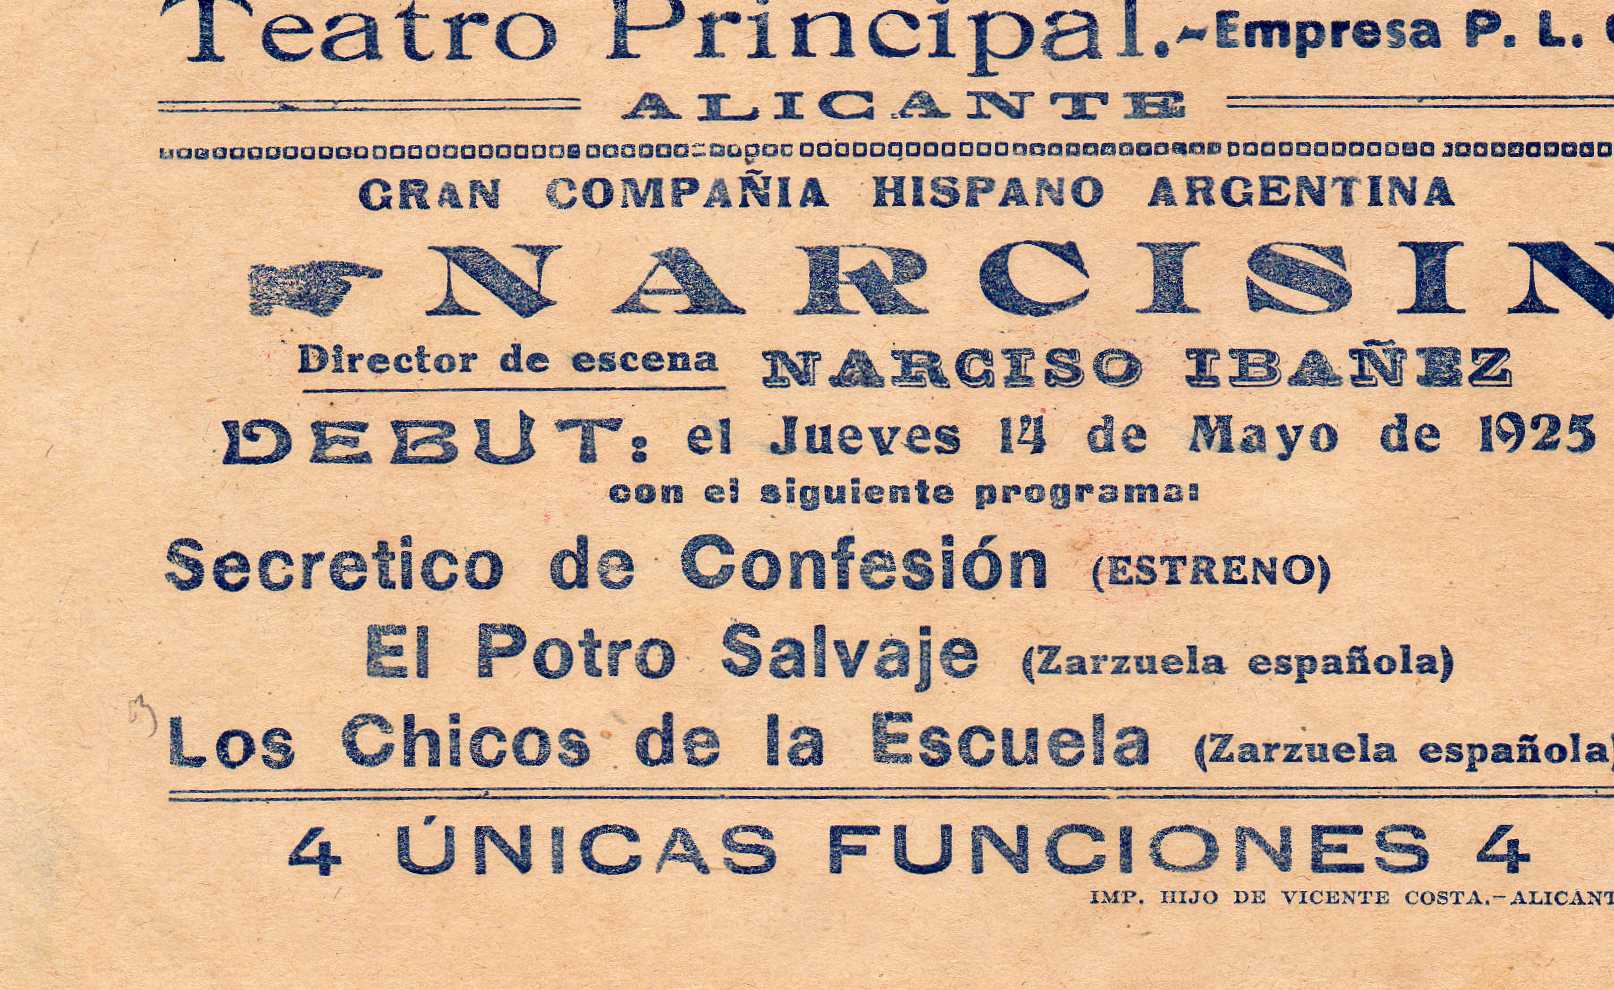 Teatro Principal.-Empresa P. L.
ALICANTE
GRAN COMPAÑIA HISPANO ARGENTINA
NARCISIN
Director de escena NARCISO IBAÑEZ
DEBUT: el Jueves 14 de Mayo de 1925
con el siguiente programa:
Secretico de Confesión (ESTRENO)
El Potro Salvaje (Zarzuela española)
Los Chicos de la Escuela (Zarzuela española)
4 ÚNICAS FUNCIONES 4
IMP. HIJO DE VICENTE COSTA.-ALICANT